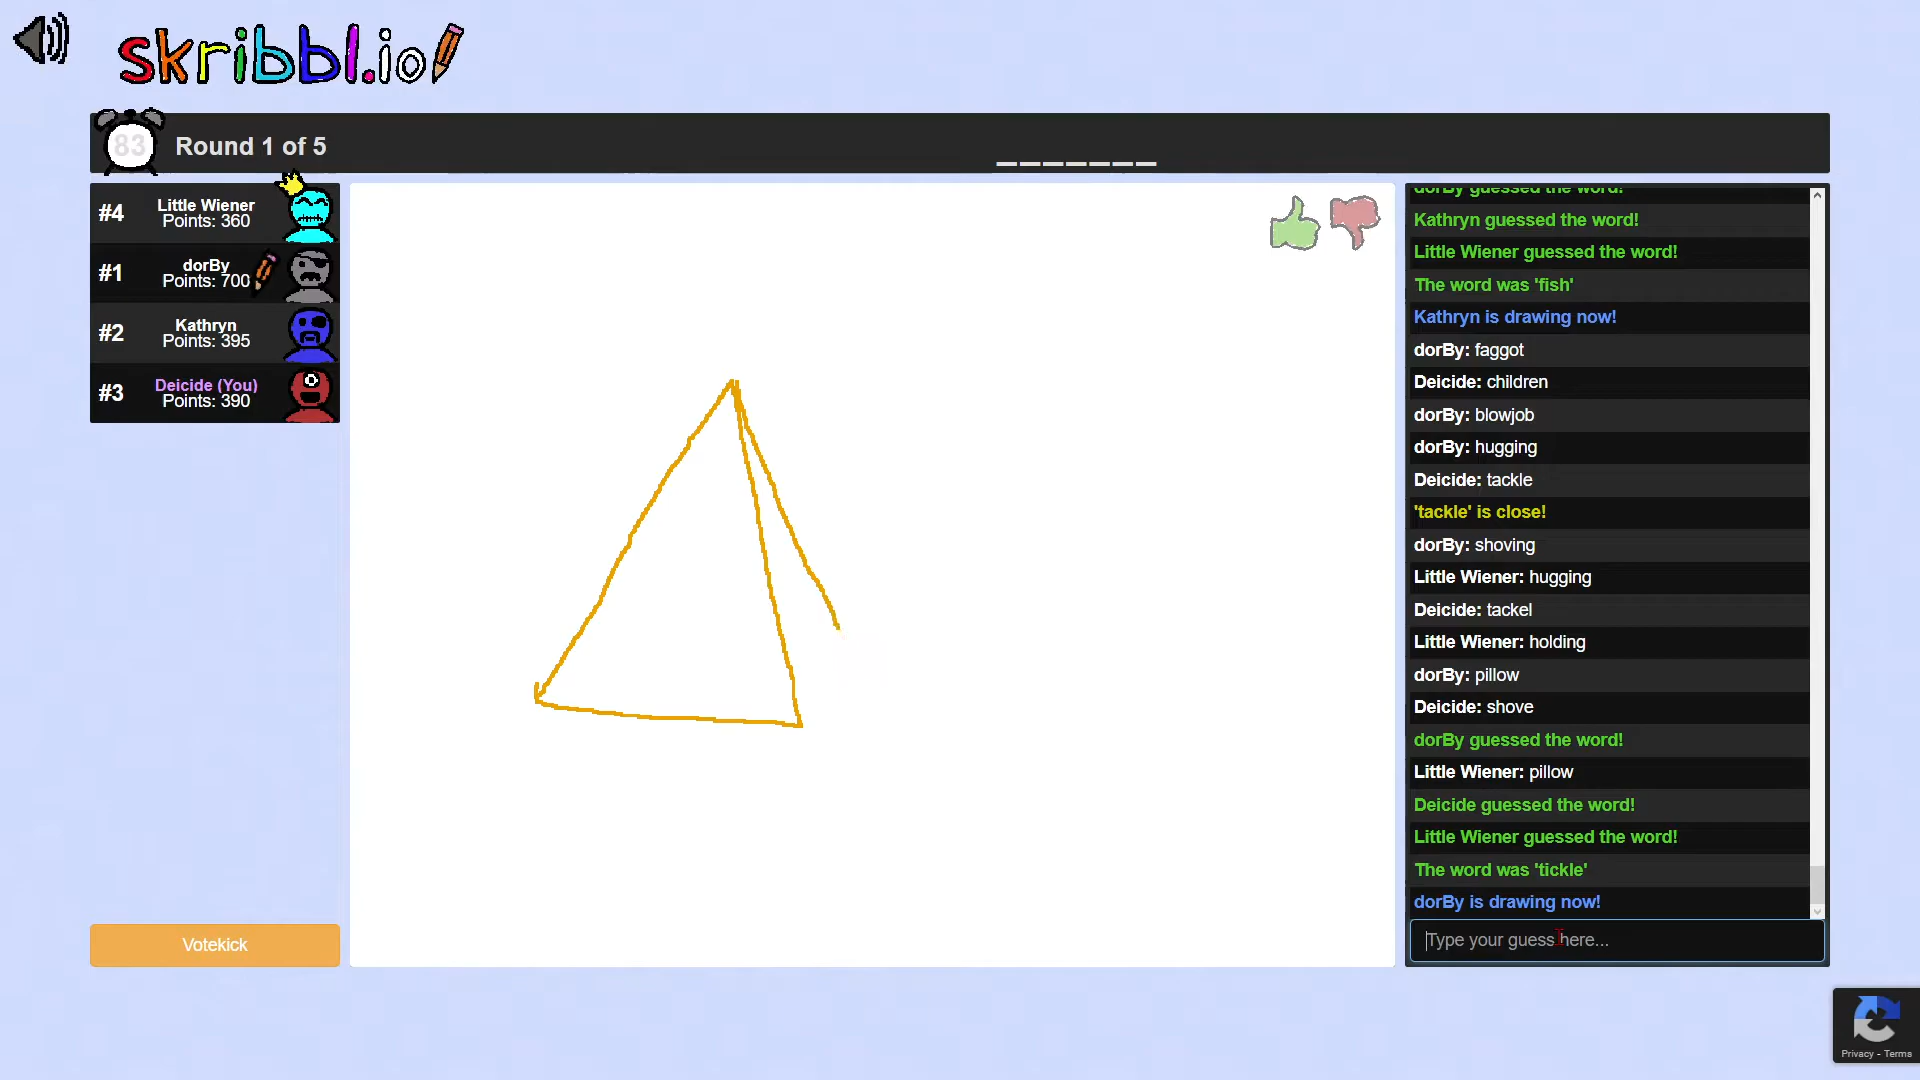 skribbl.io
83
Round 1 of 5
_______
#4
Little Wiener
Points: 360
#1
dorBy
Points: 700
#2
Kathryn
Points: 395
#3
Deicide (You)
Points: 390
Votekick
dorBy guessed the word!
Kathryn guessed the word!
Little Wiener guessed the word!
The word was 'fish'
Kathryn is drawing now!
dorBy: faggot
Deicide: children
dorBy: blowjob
dorBy: hugging
Deicide: tackle
'tackle' is close!
dorBy: shoving
Little Wiener: hugging
Deicide: tackel
Little Wiener: holding
dorBy: pillow
Deicide: shove
dorBy guessed the word!
Little Wiener: pillow
Deicide guessed the word!
Little Wiener guessed the word!
The word was 'tickle'
dorBy is drawing now!
Type your guess here...
Privacy - Terms